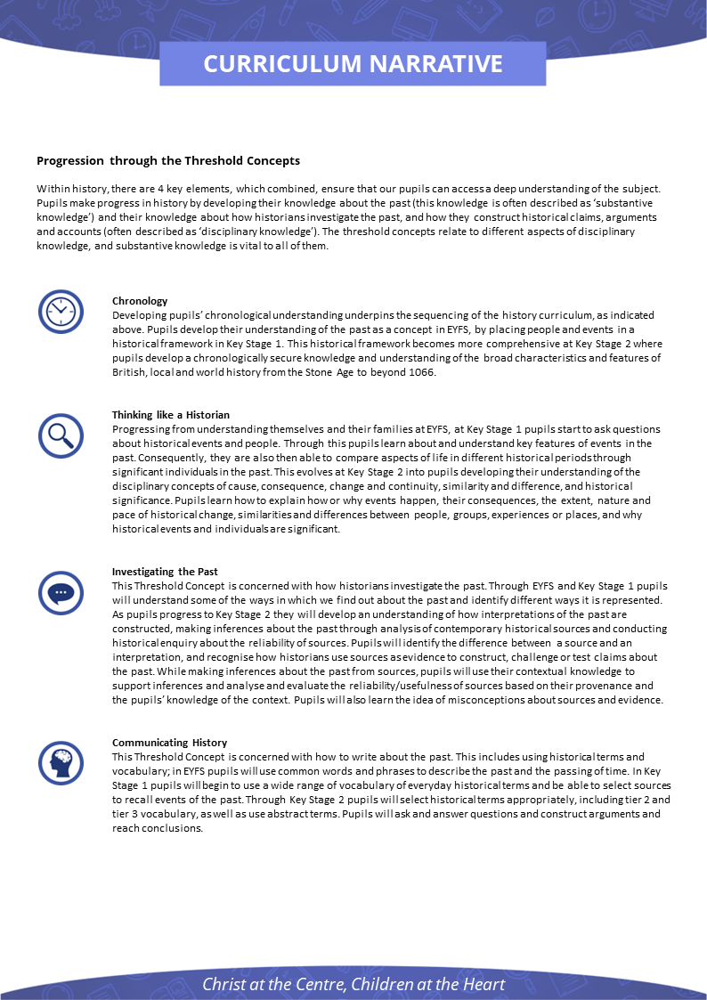 CURRICULUM NARRATIVE
Progression through the Threshold Concepts
Within history, there are 4 key elements, which combined, ensure that our pupils can access a deep understanding of the subject.
Pupils make progress in history by developing their knowledge about the past (this knowledge is often described as ‘substantive
knowledge’) and their knowledge about how historians investigate the past, and how they construct historical claims, arguments
and accounts (often described as ‘disciplinary knowledge’). The threshold concepts relate to different aspects of disciplinary
knowledge, and substantive knowledge is vital to all of them.
Chronology
Developing pupils’ chronological understanding underpins the sequencing of the history curriculum, as indicated
above. Pupils develop their understanding of the past as a concept in EYFS, by placing people and events in a
historical framework in Key Stage 1. This historical framework becomes more comprehensive at Key Stage 2 where
pupils develop a chronologically secure knowledge and understanding of the broad characteristics and features of
British, local and world history from the Stone Age to beyond 1066.
Thinking like a Historian
Progressing from understanding themselves and their families at EYFS, at Key Stage 1 pupils start to ask questions
about historical events and people. Through this pupils learn about and understand key features of events in the
past. Consequently, they are also then able to compare aspects of life in different historical periods through
significant individuals in the past. This evolves at Key Stage 2 into pupils developing their understanding of the
disciplinary concepts of cause, consequence, change and continuity, similarity and difference, and historical
significance. Pupils learn how to explain how or why events happen, their consequences, the extent, nature and
pace of historical change, similarities and differences between people, groups, experiences or places, and why
historical events and individuals are significant.
Investigating the Past
This Threshold Concept is concerned with how historians investigate the past. Through EYFS and Key Stage 1 pupils
will understand some of the ways in which we find out about the past and identify different ways it is represented.
As pupils progress to Key Stage 2 they will develop an understanding of how interpretations of the past are
constructed, making inferences about the past through analysis of contemporary historical sources and conducting
historical enquiry about the reliability of sources. Pupils will identify the difference between a source and an
interpretation, and recognise how historians use sources as evidence to construct, challenge or test claims about
the past. While making inferences about the past from sources, pupils will use their contextual knowledge to
support inferences and analyse and evaluate the reliability/usefulness of sources based on their provenance and
the pupils’ knowledge of the context. Pupils will also learn the idea of misconceptions about sources and evidence.
Communicating History
This Threshold Concept is concerned with how to write about the past. This includes using historical terms and
vocabulary; in EYFS pupils will use common words and phrases to describe the past and the passing of time. In Key
Stage 1 pupils will begin to use a wide range of vocabulary of everyday historical terms and be able to select sources
to recall events of the past. Through Key Stage 2 pupils will select historical terms appropriately, including tier 2 and
tier 3 vocabulary, as well as use abstract terms. Pupils will ask and answer questions and construct arguments and
reach conclusions.
Christ at the Centre, Children at the Heart